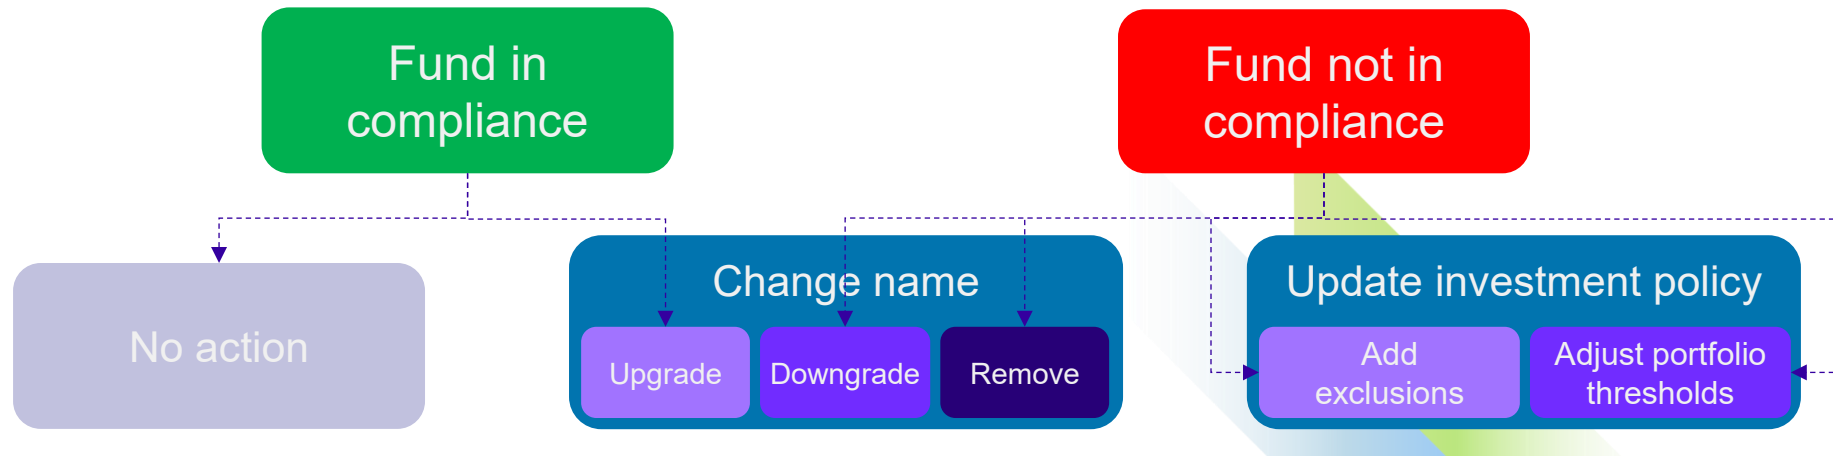 Fund in
compliance
Fund not in
compliance
No action
Change name
Upgrade
Downgrade
Remove
Update investment policy
Add
exclusions
Adjust portfolio
thresholds